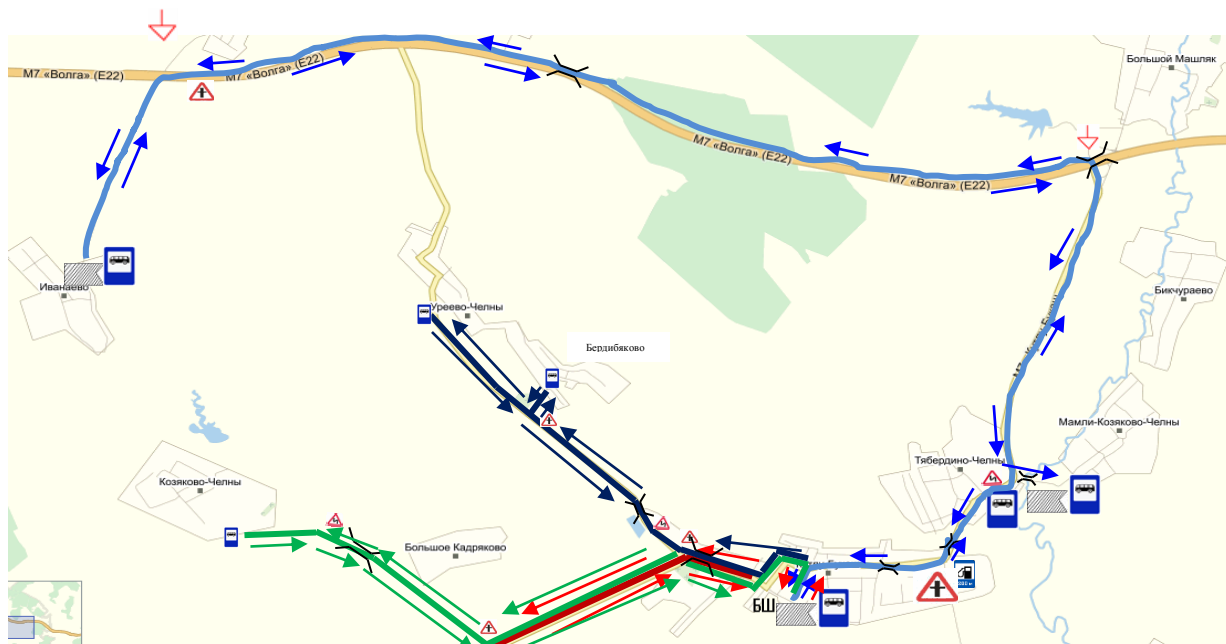 Большой Машляк
М7 «Волга» (Е22)
М7 «Волга» (Е22)
М7 «Волга» (Е22)
М7 «Волга» (Е22)
Иванаево
Бикчураево
Уреево-Челны
Бердибяково
Мамли-Козяково-Челны
Тябердино-Челны
Козяково-Челны
Большое Кадряково
БШ